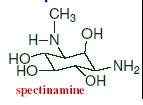 CH₃
H N OH
HO
HO NH₂
OH
spectinamine